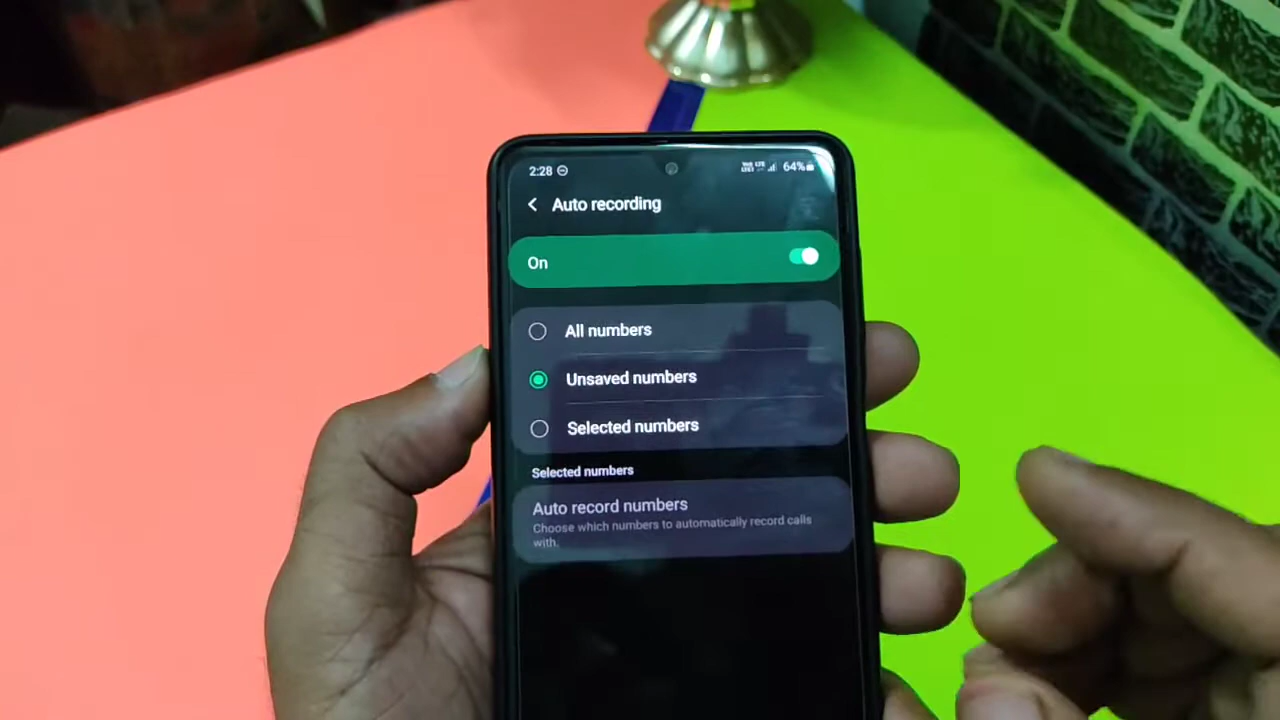 2:28
64%
Auto recording
On
All numbers
Unsaved numbers
Selected numbers
Selected numbers
Auto record numbers
Choose which numbers to automatically record calls
with.